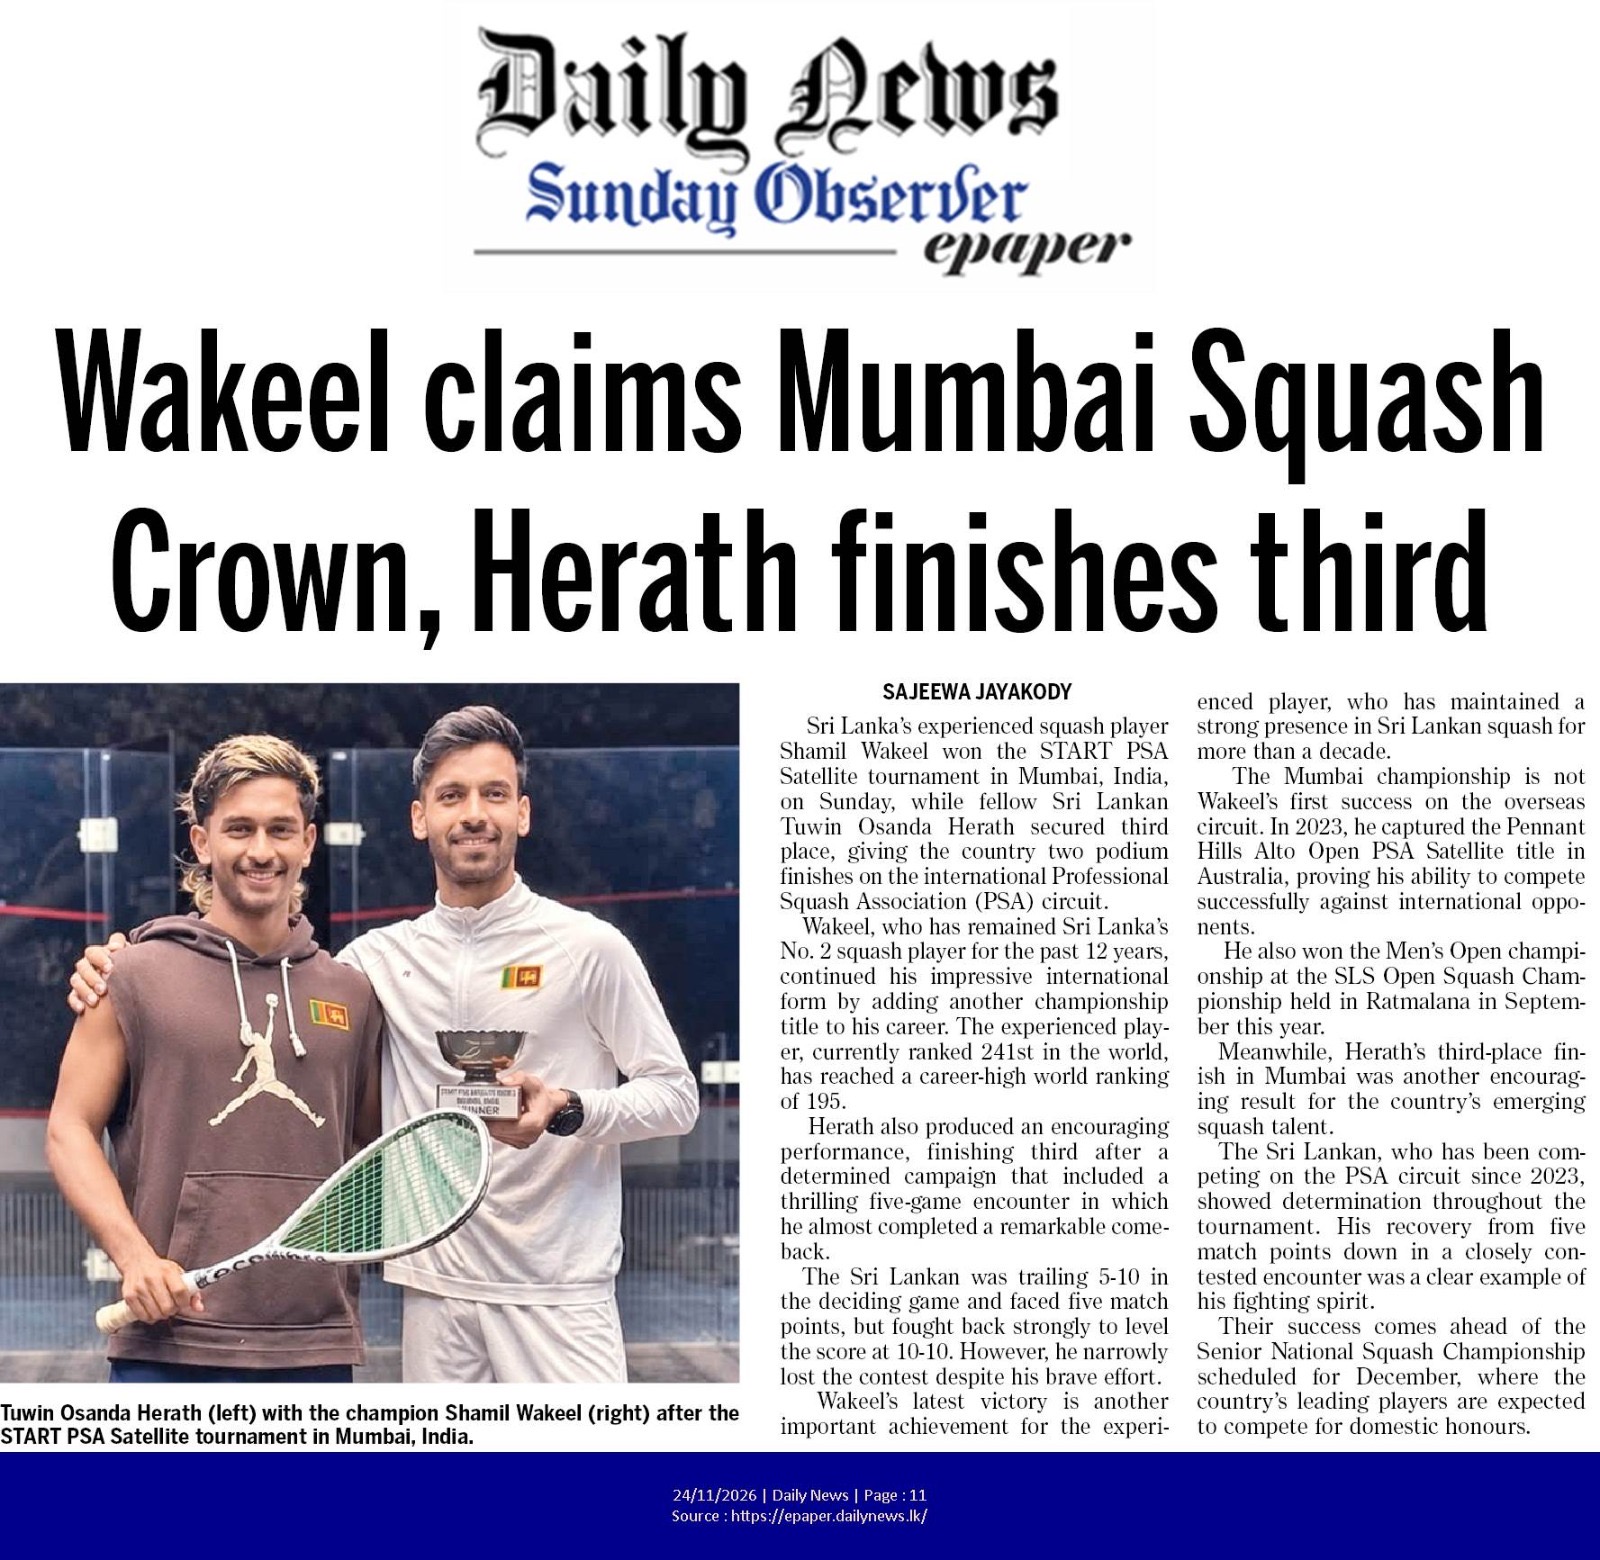 Daily News
Sunday Observer
epaper
Wakeel claims Mumbai Squash
Crown, Herath finishes third
SAJEEWA JAYAKODY
Sri Lanka's experienced squash player
Shamil Wakeel won the START PSA
Satellite tournament in Mumbai, India,
on Sunday, while fellow Sri Lankan
Tuwin Osanda Herath secured third
place, giving the country two podium
finishes on the international Professional
Squash Association (PSA) circuit.
Wakeel, who has remained Sri Lanka's
No. 2 squash player for the past 12 years,
continued his impressive international
form by adding another championship
title to his career. The experienced play-
er, currently ranked 241st in the world,
has reached a career-high world ranking
of 195.
Herath also produced an encouraging
performance, finishing third after a
determined campaign that included a
thrilling five-game encounter in which
he almost completed a remarkable come-
back.
The Sri Lankan was trailing 5-10 in
the deciding game and faced five match
points, but fought back strongly to level
the score at 10-10. However, he narrowly
lost the contest despite his brave effort.
Wakeel's latest victory is another
important achievement for the experi-
enced player, who has maintained a
strong presence in Sri Lankan squash for
more than a decade.
The Mumbai championship is not
Wakeel's first success on the overseas
circuit. In 2023, he captured the Pennant
Hills Alto Open PSA Satellite title in
Australia, proving his ability to compete
successfully against international oppo-
nents.
He also won the Men's Open champi-
onship at the SLS Open Squash Cham-
pionship held in Ratmalana in Septem-
ber this year.
Meanwhile, Herath's third-place fin-
ish in Mumbai was another encourag-
ing result for the country's emerging
squash talent.
The Sri Lankan, who has been com-
peting on the PSA circuit since 2023,
showed determination throughout the
tournament. His recovery from five
match points down in a closely con-
tested encounter was a clear example of
his fighting spirit.
Their success comes ahead of the
Senior National Squash Championship
scheduled for December, where the
country's leading players are expected
to compete for domestic honours.
WINNER
Tuwin Osanda Herath (left) with the champion Shamil Wakeel (right) after the
START PSA Satellite tournament in Mumbai, India.
24/11/2026 | Daily News | Page : 11
Source : https://epaper.dailynews.lk/